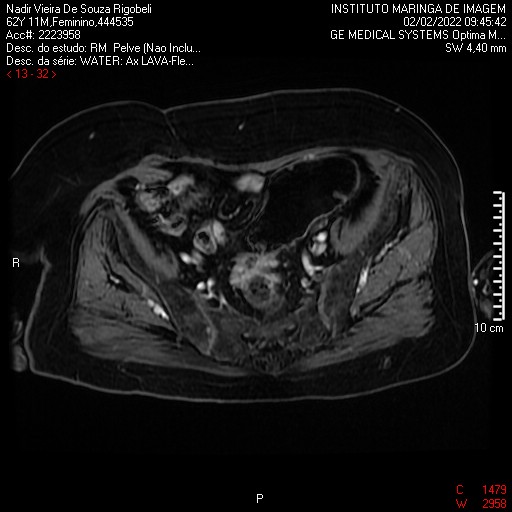 Nadir Vieira De Souza Rigobeli
62Y 11M,Feminino,444535
Acc#: 2223958
Desc. do estudo: RM Pelve (Nao Inclu...
Desc. da série: WATER: Ax LAVA-Fle...
< 13 - 32 >
INSTITUTO MARINGA DE IMAGEM
02/02/2022 09:45:42
GE MEDICAL SYSTEMS Optima M...
SW 4,40 mm
R
10 cm
P
C 1479
W 2958